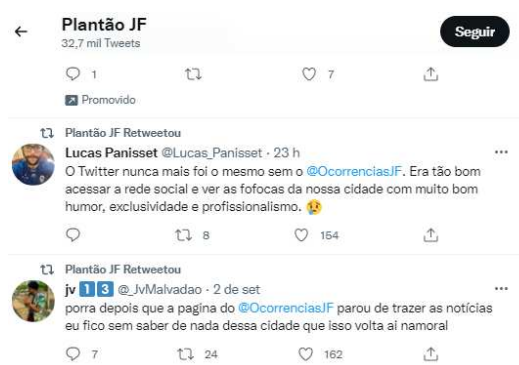 Plantão JF
32,7 mil Tweets
Seguir
1 7
Promovido
Plantão JF Retweetou
Lucas Panisset @Lucas_Panisset · 23 h
O Twitter nunca mais foi o mesmo sem o @OcorrenciasJF. Era tão bom
acessar a rede social e ver as fofocas da nossa cidade com muito bom
humor, exclusividade e profissionalismo. 😢
8 154
Plantão JF Retweetou
jv 1️⃣3️⃣ @_JvMalvadao · 2 de set
porra depois que a pagina do @OcorrenciasJF parou de trazer as notícias
eu fico sem saber de nada dessa cidade que isso volta ai namoral
7 24 162